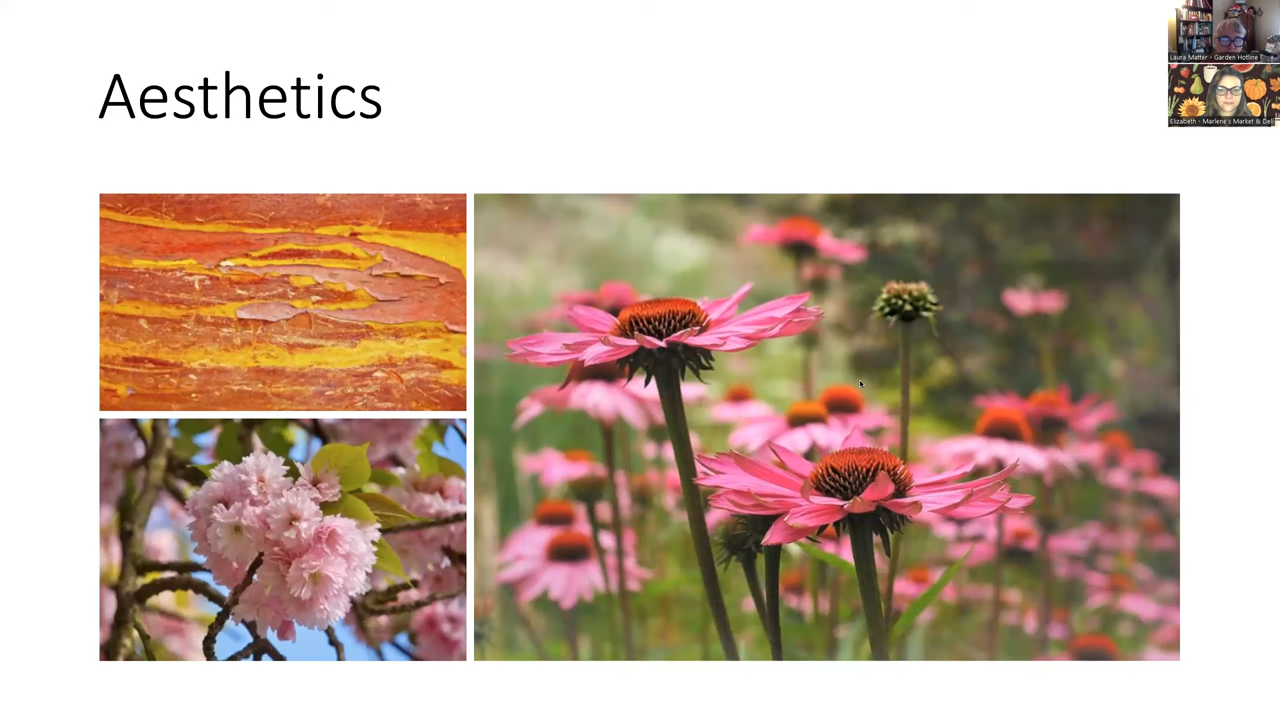 Aesthetics
Laura Matter - Garden Hotline
Elizabeth - Marlene's Market & Deli